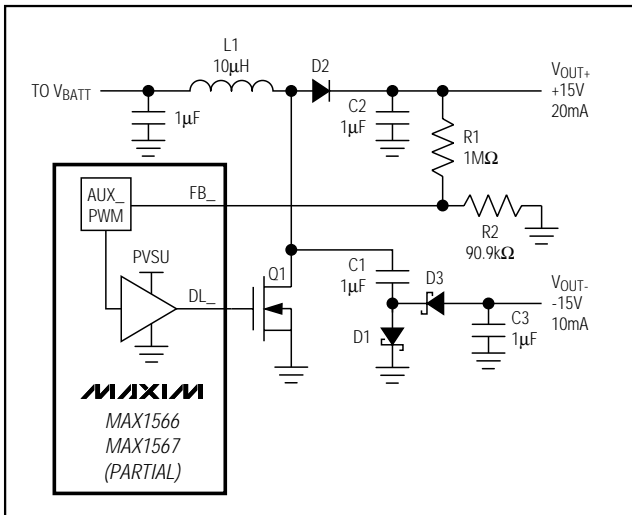 L1
10µH
D2
TO VBATT
1µF
C2
1µF
VOUT+
+15V
20mA
R1
1MΩ
AUX_
PWM
FB_
R2
90.9kΩ
PVSU
Q1
DL_
C1
1µF
D3
VOUT-
-15V
10mA
D1
C3
1µF
MAXIM
MAX1566
MAX1567
(PARTIAL)